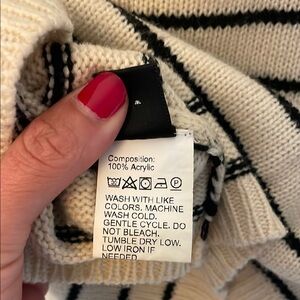 Composition:
100% Acrylic
WASH WITH LIKE
COLORS. MACHINE
WASH COLD.
GENTLE CYCLE. DO
NOT BLEACH.
TUMBLE DRY LOW.
LOW IRON IF
NEEDED